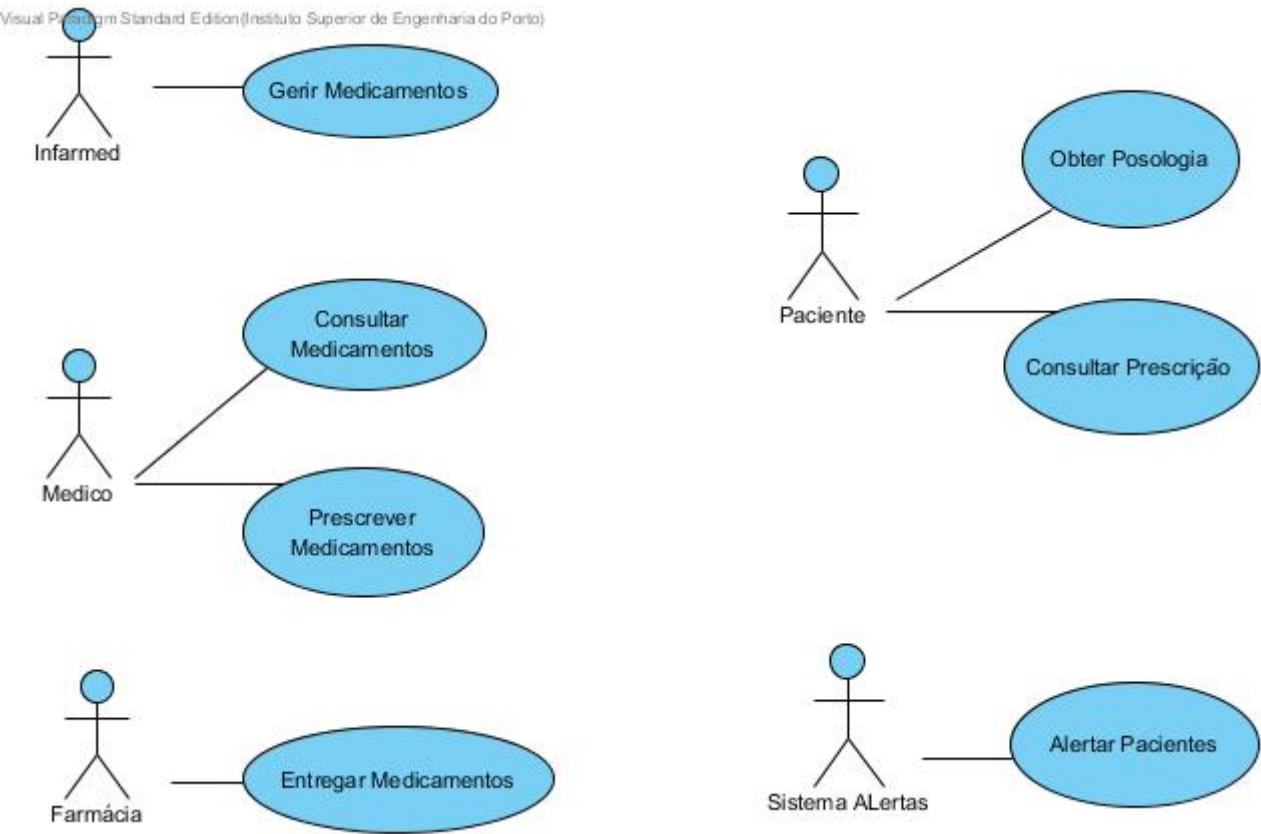 Visual Paradigm Standard Edition(Instituto Superior de Engenharia do Porto)
Gerir Medicamentos
Infarmed
Obter Posologia
Paciente
Consultar
Medicamentos
Consultar Prescrição
Medico
Prescrever
Medicamentos
Alertar Pacientes
Entregar Medicamentos
Sistema ALertas
Farmácia